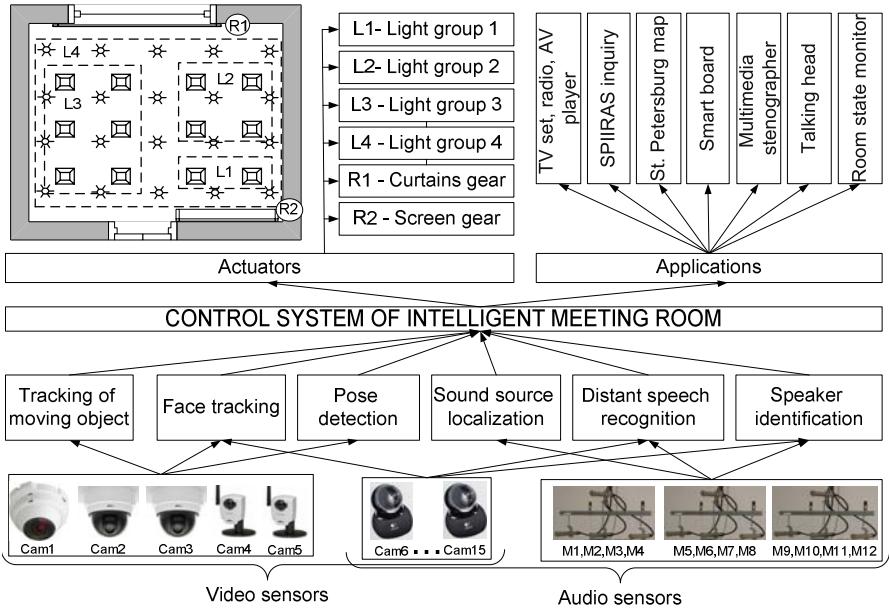 R1
L4
L2
L3
L1
R2
L1- Light group 1
L2- Light group 2
L3 - Light group 3
L4 - Light group 4
R1 - Curtains gear
R2 - Screen gear
TV set, radio, AV
player
SPIIRAS inquiry
St. Petersburg map
Smart board
Multimedia
stenographer
Talking head
Room state monitor
Actuators
Applications
CONTROL SYSTEM OF INTELLIGENT MEETING ROOM
Tracking of
moving object
Face tracking
Pose
detection
Sound source
localization
Distant speech
recognition
Speaker
identification
Cam1
Cam2
Cam3
Cam4
Cam5
Cam6 ... Cam15
M1,M2,M3,M4
M5,M6,M7,M8
M9,M10,M11,M12
Video sensors
Audio sensors